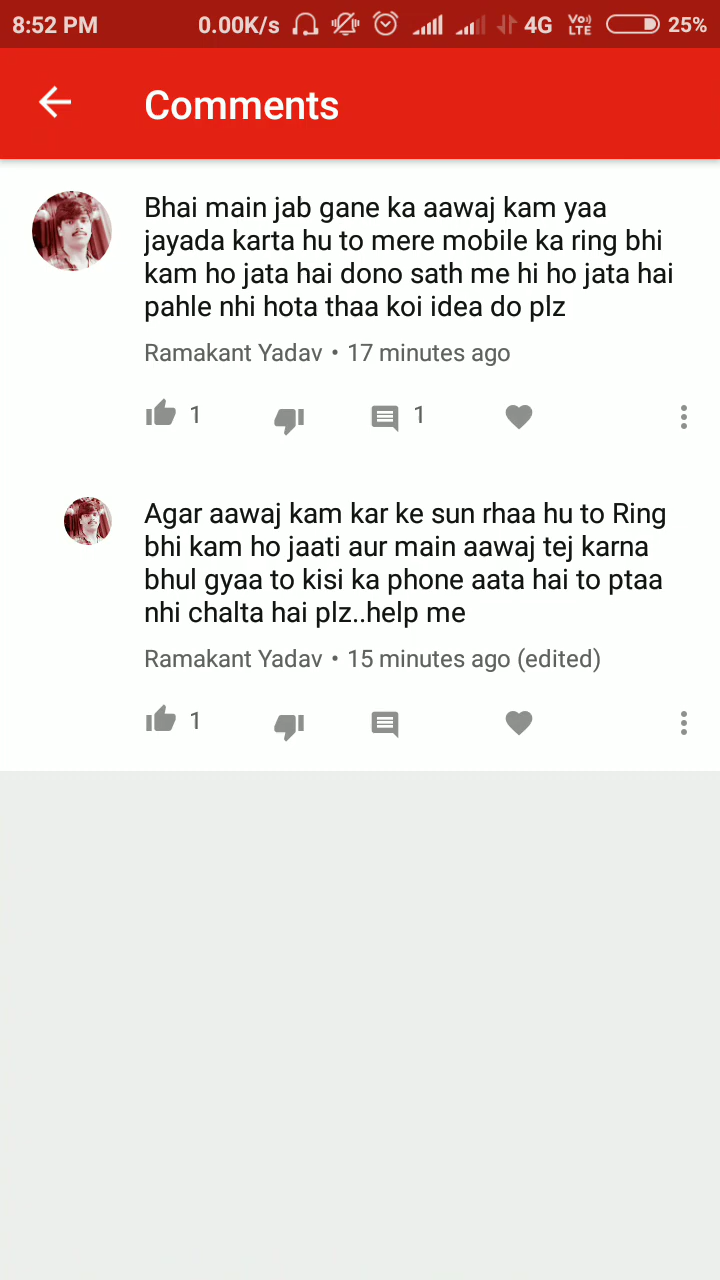 8:52 PM 0.00K/s 4G Vo)) LTE 25%
Comments
Bhai main jab gane ka aawaj kam yaa
jayada karta hu to mere mobile ka ring bhi
kam ho jata hai dono sath me hi ho jata hai
pahle nhi hota thaa koi idea do plz
Ramakant Yadav • 17 minutes ago
1 1
Agar aawaj kam kar ke sun rhaa hu to Ring
bhi kam ho jaati aur main aawaj tej karna
bhul gyaa to kisi ka phone aata hai to ptaa
nhi chalta hai plz..help me
Ramakant Yadav • 15 minutes ago (edited)
1